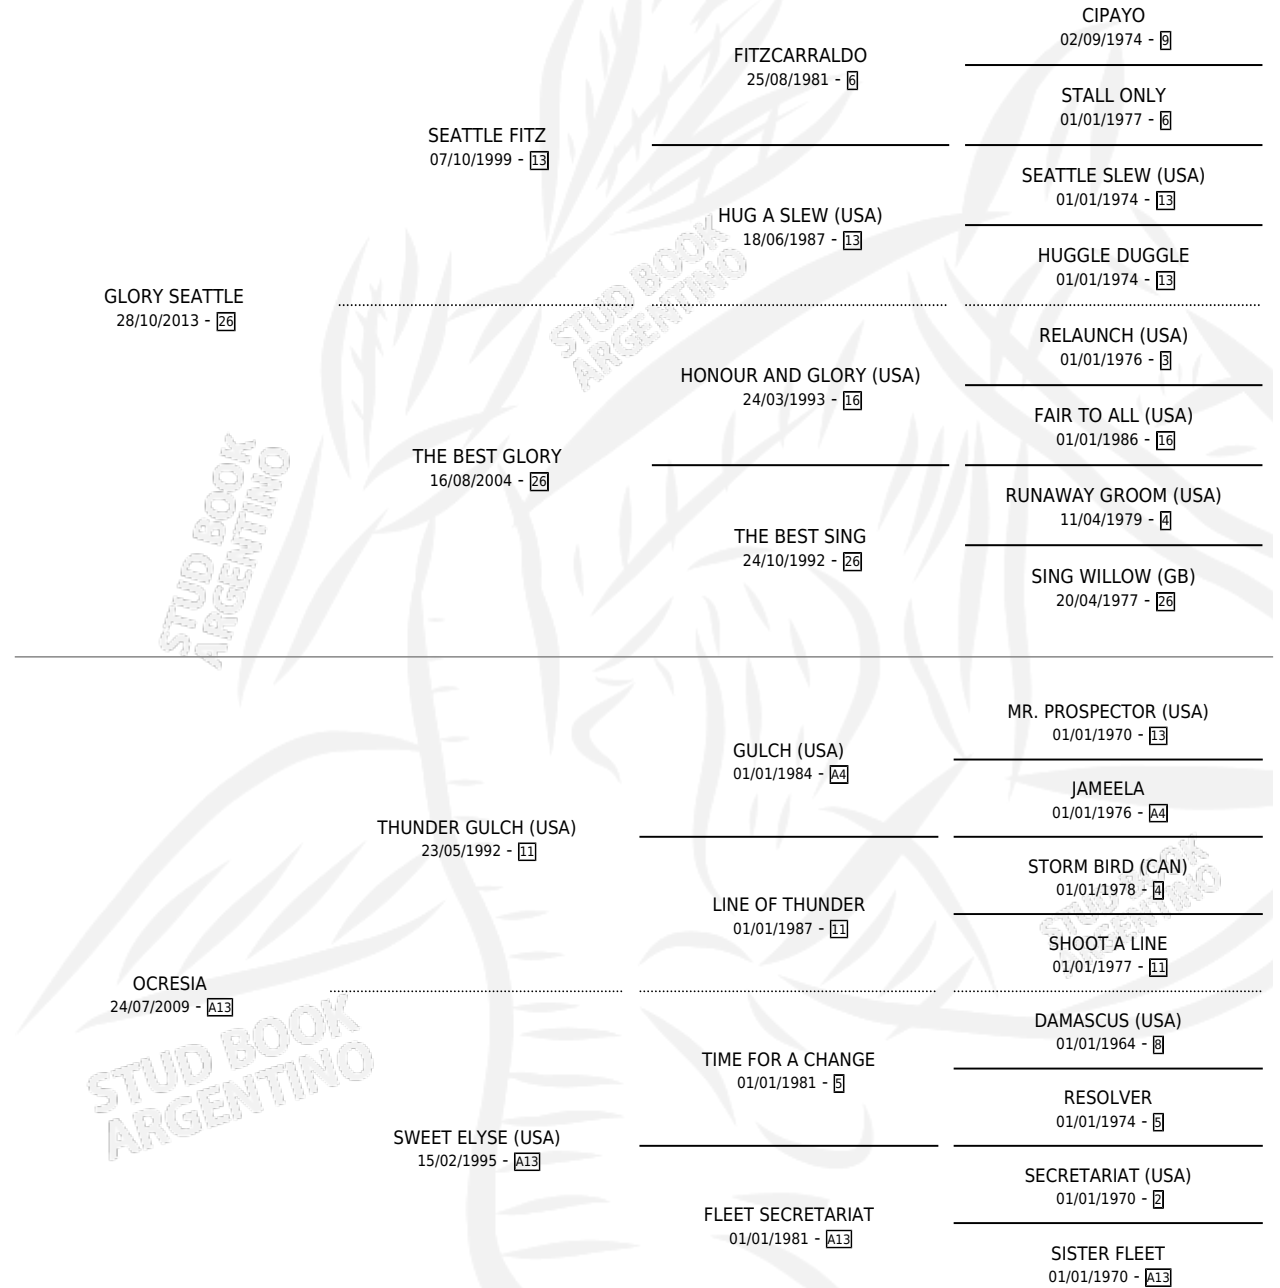 CIPAYO
02/09/1974 - 9
FITZCARRALDO
25/08/1981 - 6
STALL ONLY
01/01/1977 - 6
SEATTLE FITZ
07/10/1999 - 13
SEATTLE SLEW (USA)
01/01/1974 - 13
HUG A SLEW (USA)
18/06/1987 - 13
HUGGLE DUGGLE
01/01/1974 - 13
GLORY SEATTLE
28/10/2013 - 26
STUD BOOK
ARGENTINO
RELAUNCH (USA)
01/01/1976 - 3
HONOUR AND GLORY (USA)
24/03/1993 - 16
FAIR TO ALL (USA)
01/01/1986 - 16
THE BEST GLORY
16/08/2004 - 26
RUNAWAY GROOM (USA)
11/04/1979 - 4
THE BEST SING
24/10/1992 - 26
SING WILLOW (GB)
20/04/1977 - 26
STUD BOOK
ARGENTINO
MR. PROSPECTOR (USA)
01/01/1970 - 13
GULCH (USA)
01/01/1984 - A4
JAMEELA
01/01/1976 - A4
THUNDER GULCH (USA)
23/05/1992 - 11
STORM BIRD (CAN)
01/01/1978 - 4
LINE OF THUNDER
01/01/1987 - 11
STUD BOOK
ARGENTINO
SHOOT A LINE
01/01/1977 - 11
OCRESIA
24/07/2009 - A13
DAMASCUS (USA)
01/01/1964 - 8
TIME FOR A CHANGE
01/01/1981 - 5
RESOLVER
01/01/1974 - 5
STUD BOOK
ARGENTINO
SWEET ELYSE (USA)
15/02/1995 - A13
SECRETARIAT (USA)
01/01/1970 - 2
FLEET SECRETARIAT
01/01/1981 - A13
SISTER FLEET
01/01/1970 - A13